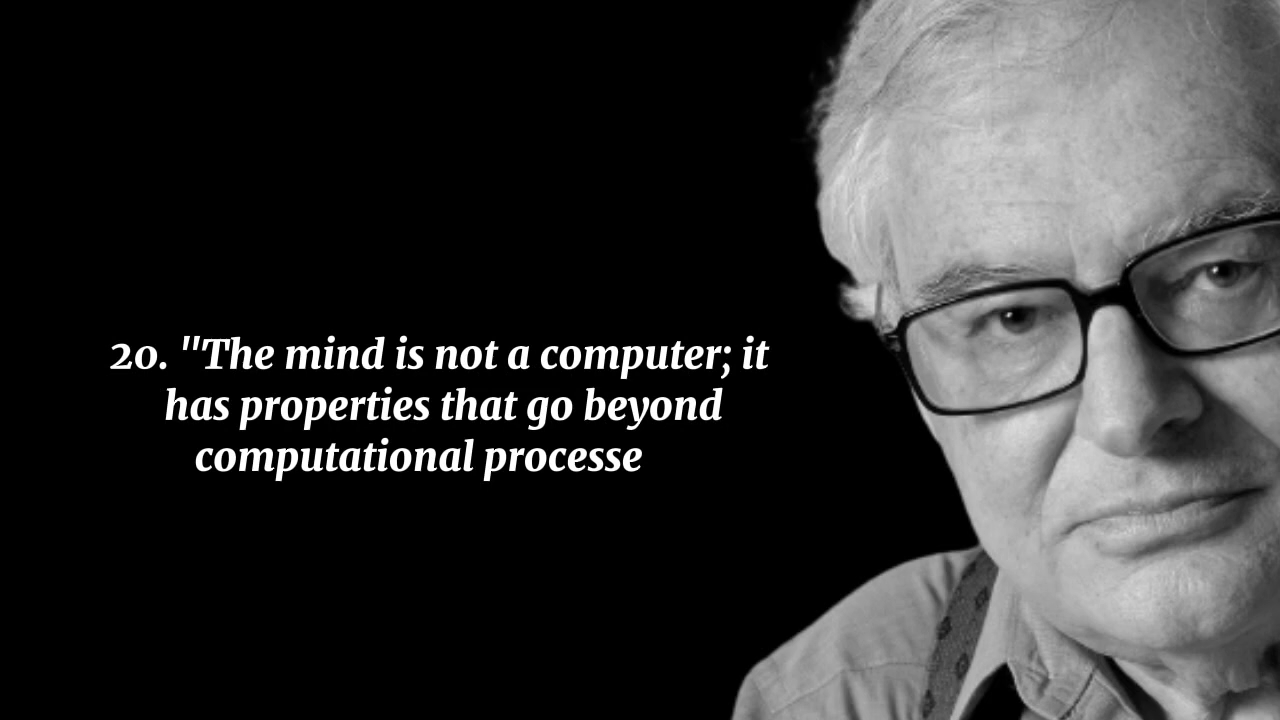 20. "The mind is not a computer; it
has properties that go beyond
computational processe